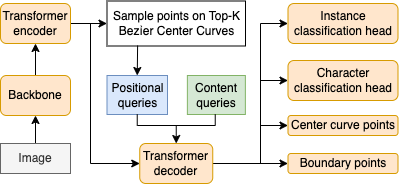 Transformer
encoder
Sample points on Top-K
Bezier Center Curves
Instance
classification head
Backbone
Positional
queries
Content
queries
Character
classification head
Center curve points
Image
Transformer
decoder
Boundary points